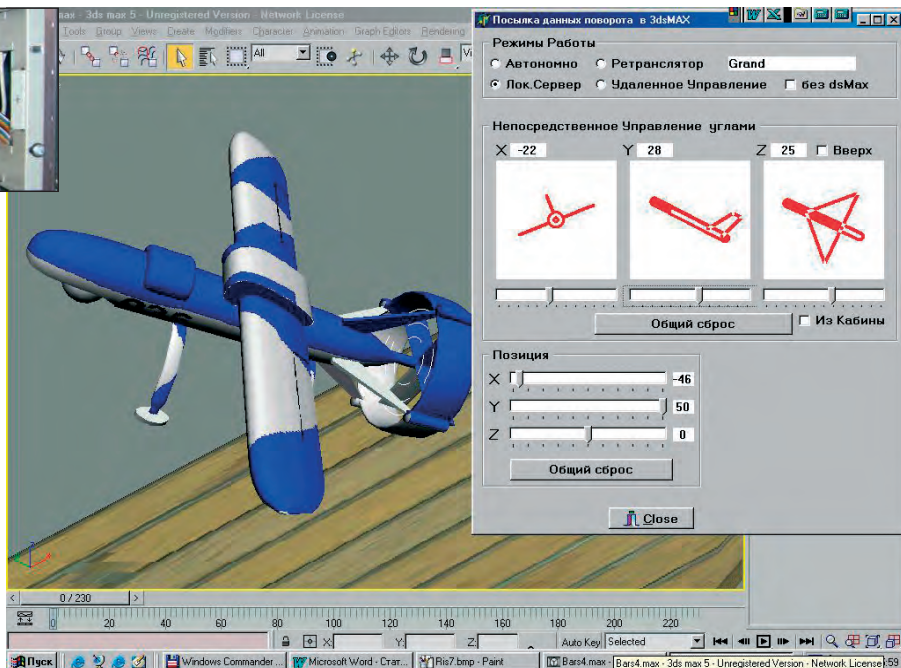 max - 3ds max 5 - Unregistered Version - Network License
Tools Group Views Create Modifiers Character Animation Graph Editors Rendering
All
Посылка данных поворота в 3dsMAX
Режимы Работы
Автономно Ретранслятор Grand
Лок.Сервер Удаленное Управление без dsMax
Непосредственное Управление углами
X -22 Y 28 Z 25 Вверх
Общий сброс Из Кабины
Позиция
X -46
Y 50
Z 0
Общий сброс
Close
0 / 230
0 20 40 60 80 100 120 140 160 180 200 220
X: Y: Z: Auto Key Selected
Пуск Windows Commander ... Microsoft Word - Стат... Ris7.bmp - Paint Bars4.max - Bars4.max - 3ds max 5 - Unregistered Version - Network License :59